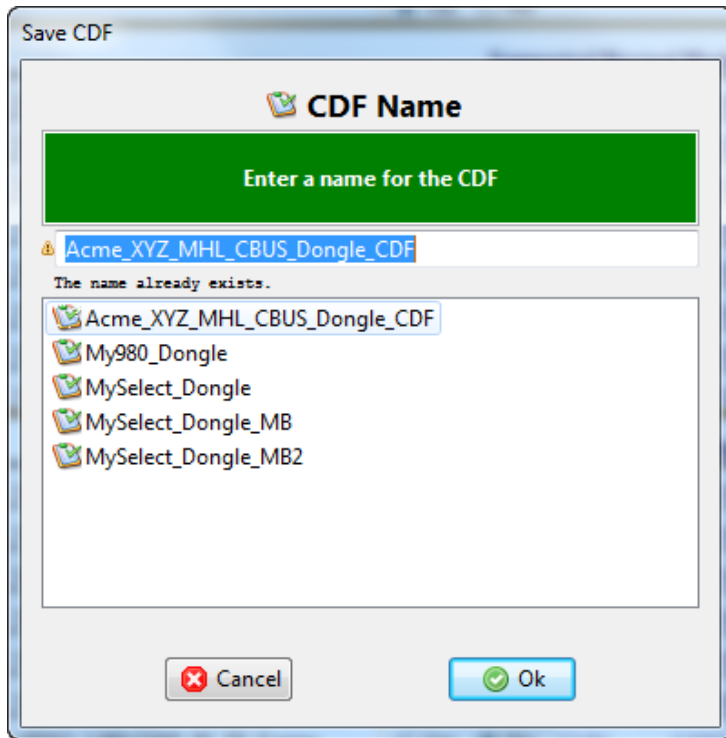 Save CDF
CDF Name
Enter a name for the CDF
Acme_XYZ_MHL_CBUS_Dongle_CDF
The name already exists.
Acme_XYZ_MHL_CBUS_Dongle_CDF
My980_Dongle
MySelect_Dongle
MySelect_Dongle_MB
MySelect_Dongle_MB2
Cancel
Ok